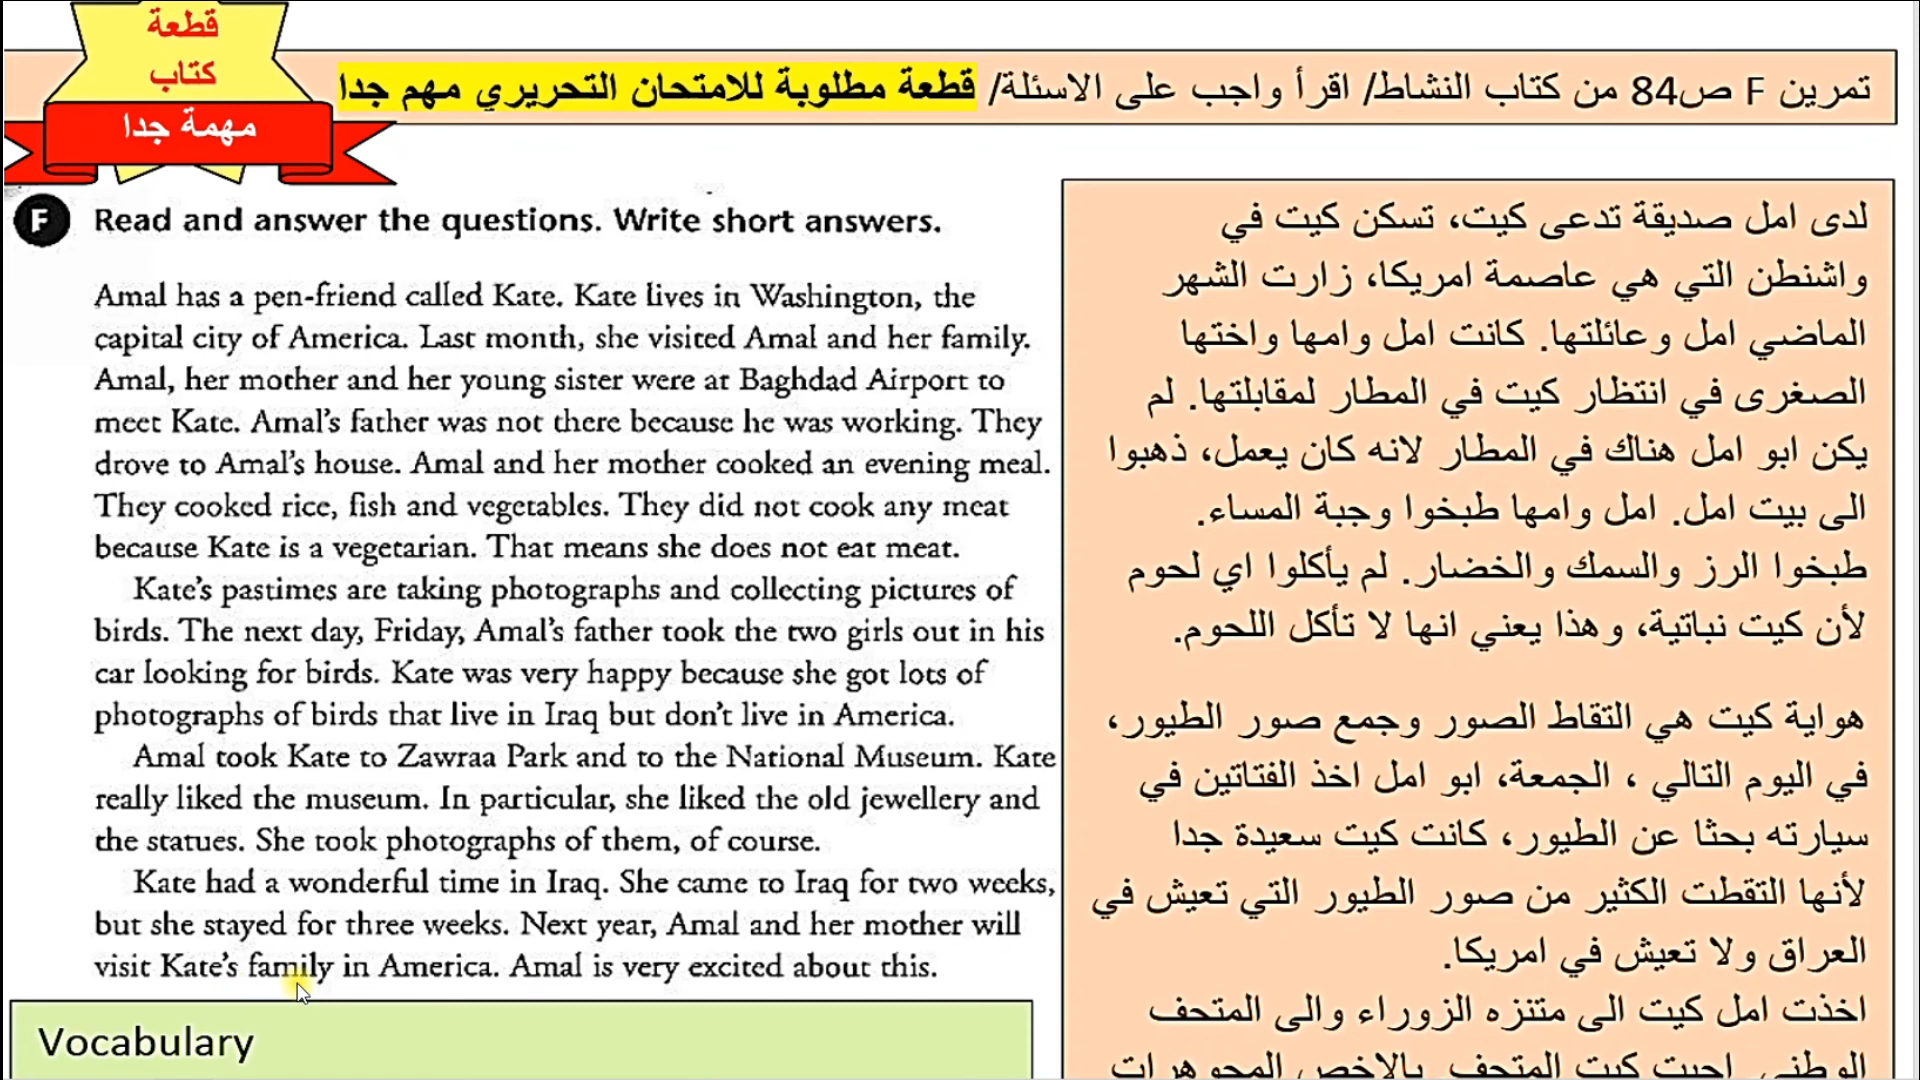 قطعة
كتاب
مهمة جدا
تمرين F ص84 من كتاب النشاط/ اقرأ واجب على الاسئلة/ قطعة مطلوبة للامتحان التحريري مهم جدا
F Read and answer the questions. Write short answers.
Amal has a pen-friend called Kate. Kate lives in Washington, the
capital city of America. Last month, she visited Amal and her family.
Amal, her mother and her young sister were at Baghdad Airport to
meet Kate. Amal's father was not there because he was working. They
drove to Amal's house. Amal and her mother cooked an evening meal.
They cooked rice, fish and vegetables. They did not cook any meat
because Kate is a vegetarian. That means she does not eat meat.
Kate's pastimes are taking photographs and collecting pictures of
birds. The next day, Friday, Amal's father took the two girls out in his
car looking for birds. Kate was very happy because she got lots of
photographs of birds that live in Iraq but don't live in America.
Amal took Kate to Zawraa Park and to the National Museum. Kate
really liked the museum. In particular, she liked the old jewellery and
the statues. She took photographs of them, of course.
Kate had a wonderful time in Iraq. She came to Iraq for two weeks,
but she stayed for three weeks. Next year, Amal and her mother will
visit Kate's family in America. Amal is very excited about this.
Vocabulary
لدى امل صديقة تدعى كيت، تسكن كيت في
واشنطن التي هي عاصمة امريكا، زارت الشهر
الماضي امل وعائلتها. كانت امل وامها واختها
الصغرى في انتظار كيت في المطار لمقابلتها. لم
يكن ابو امل هناك في المطار لانه كان يعمل، ذهبوا
الى بيت امل. امل وامها طبخوا وجبة المساء.
طبخوا الرز والسمك والخضار. لم يأكلوا اي لحوم
لأن كيت نباتية، وهذا يعني انها لا تأكل اللحوم.
هواية كيت هي التقاط الصور وجمع صور الطيور،
في اليوم التالي ، الجمعة، ابو امل اخذ الفتاتين في
سيارته بحثا عن الطيور، كانت كيت سعيدة جدا
لأنها التقطت الكثير من صور الطيور التي تعيش في
العراق ولا تعيش في امريكا.
اخذت امل كيت الى متنزه الزوراء والى المتحف
الوطني. احبت كيت المتحف. بالاخص المجوهرات